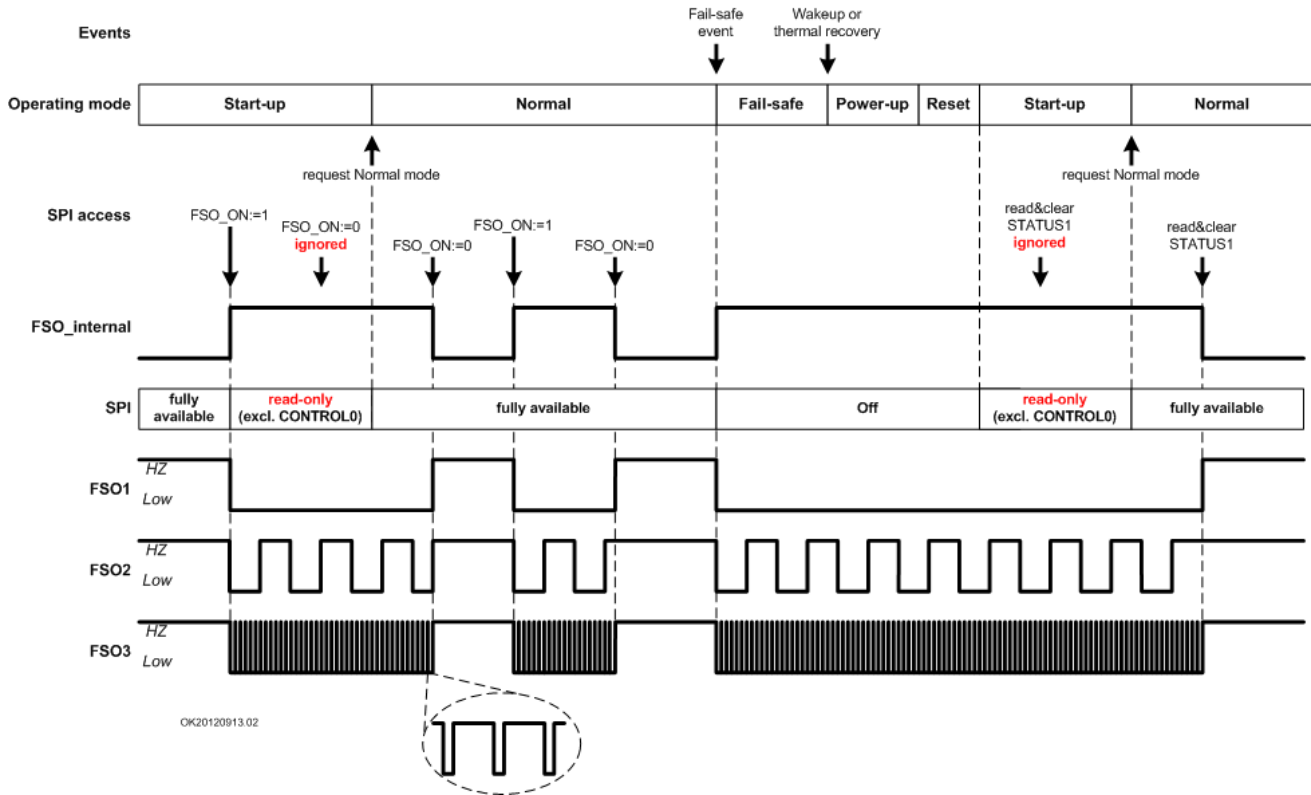 Events
Fail-safe
event
Wakeup or
thermal recovery
Operating mode
Start-up
Normal
Fail-safe
Power-up
Reset
Start-up
Normal
request Normal mode
request Normal mode
SPI access
FSO_ON:=1
FSO_ON:=0
ignored
FSO_ON:=0
FSO_ON:=1
FSO_ON:=0
read&clear
STATUS1
ignored
read&clear
STATUS1
FSO_internal
SPI
fully
available
read-only
(excl. CONTROL0)
fully available
Off
read-only
(excl. CONTROL0)
fully available
FSO1
HZ
Low
FSO2
HZ
Low
FSO3
HZ
Low
OK20120913.02